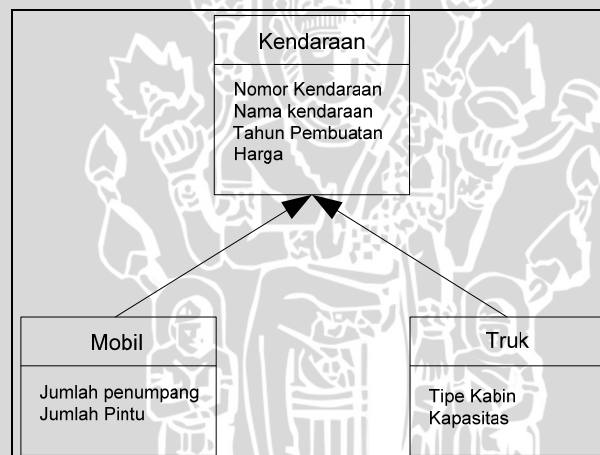 Kendaraan
Nomor Kendaraan
Nama kendaraan
Tahun Pembuatan
Harga
Mobil
Jumlah penumpang
Jumlah Pintu
Truk
Tipe Kabin
Kapasitas